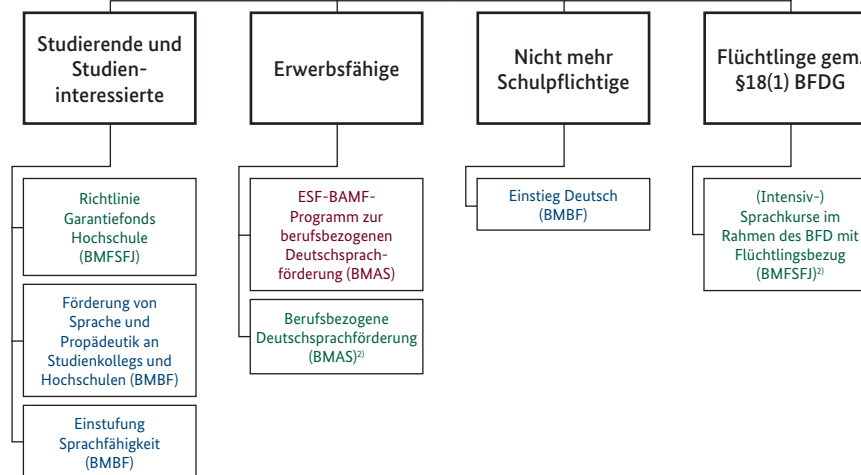 Studierende und
Studien-
interessierte
Erwerbsfähige
Nicht mehr
Schulpflichtige
Flüchtlinge gem.
§18(1) BFDG
Richtlinie
Garantiefonds
Hochschule
(BMFSFJ)
Förderung von
Sprache und
Propädeutik an
Studienkollegs und
Hochschulen (BMBF)
Einstufung
Sprachfähigkeit
(BMBF)
ESF-BAMF-
Programm zur
berufsbezogenen
Deutschsprach-
förderung (BMAS)
Berufsbezogene
Deutschsprachförderung
(BMAS)²⁾
Einstieg Deutsch
(BMBF)
(Intensiv-)
Sprachkurse im
Rahmen des BFD mit
Flüchtlingsbezug
(BMFSFJ)²⁾